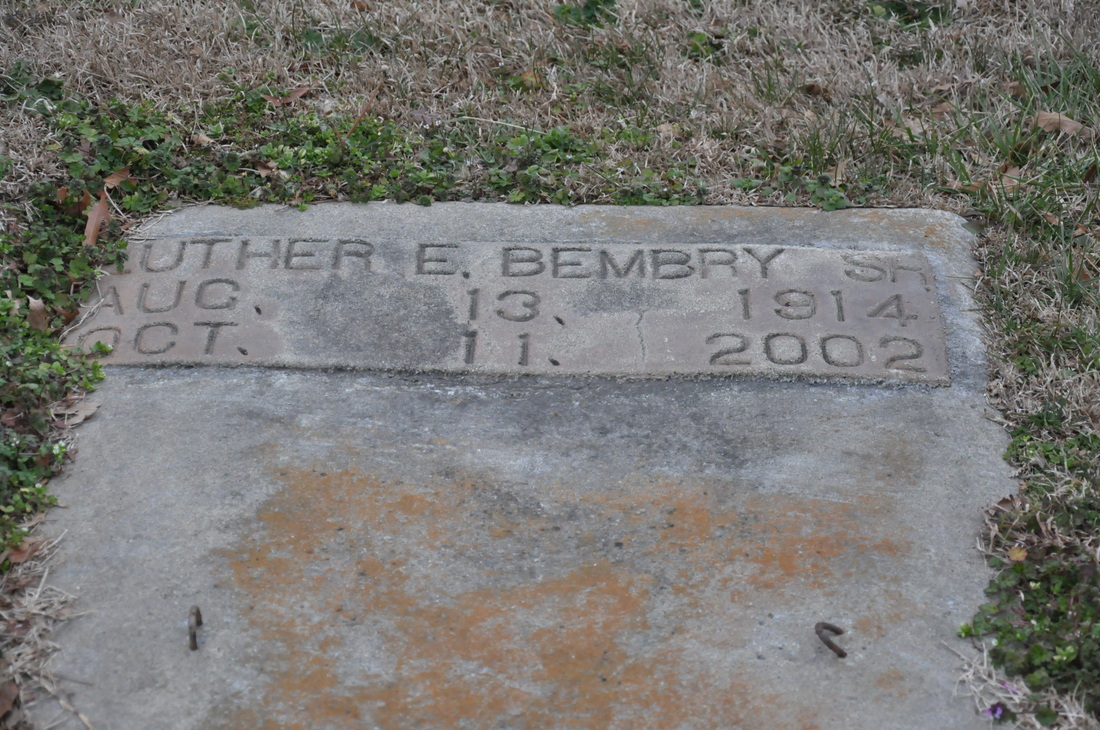 LUTHER E. BEMBRY SR
AUG. 13. 1914
OCT. 11. 2002